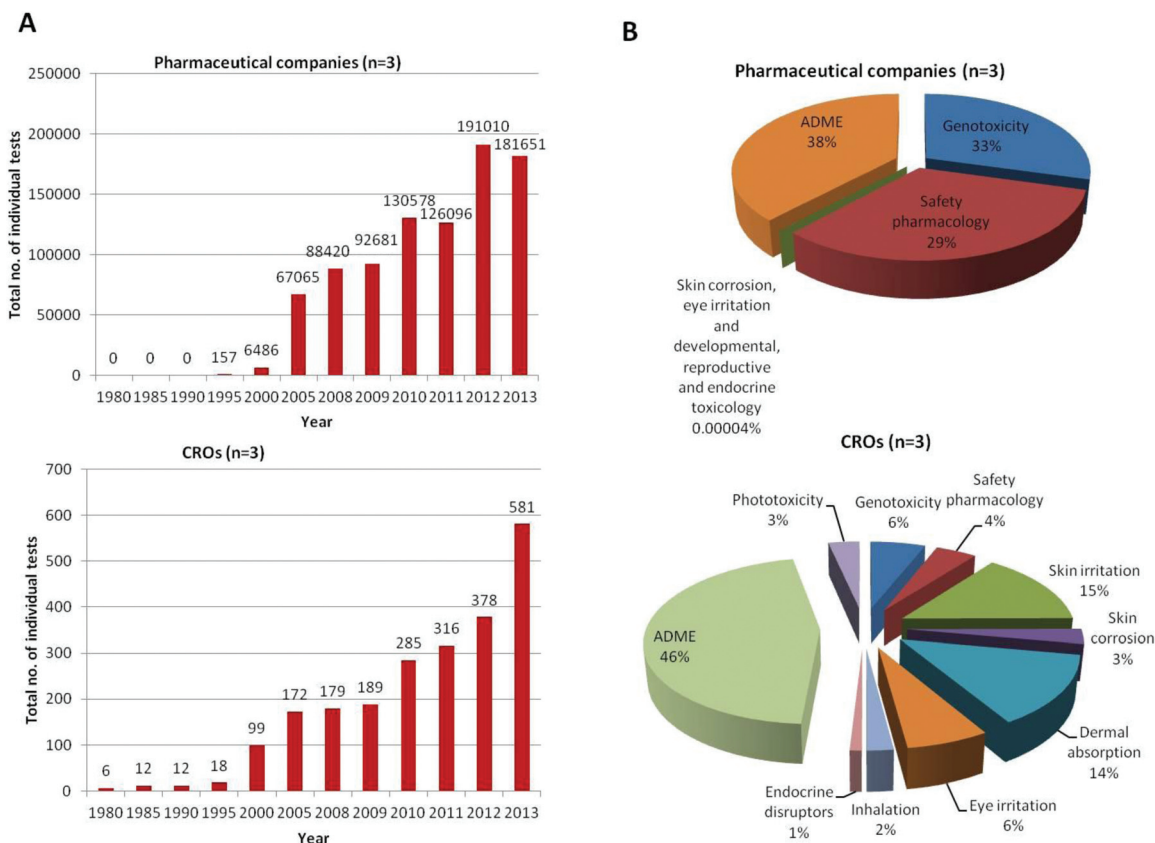 A
Pharmaceutical companies (n=3)
Total no. of individual tests
250000
200000
150000
100000
50000
0
0
0
0
157
6486
67065
88420
92681
130578
126096
191010
181651
1980 1985 1990 1995 2000 2005 2008 2009 2010 2011 2012 2013
Year
CROs (n=3)
Total no. of individual tests
700
600
500
400
300
200
100
0
6
12
12
18
99
172
179
189
285
316
378
581
1980 1985 1990 1995 2000 2005 2008 2009 2010 2011 2012 2013
Year
B
Pharmaceutical companies (n=3)
ADME
38%
Genotoxicity
33%
Safety
pharmacology
29%
Skin corrosion,
eye irritation
and
developmental,
reproductive
and endocrine
toxicology
0.00004%
CROs (n=3)
Phototoxicity
3%
Genotoxicity
6%
Safety
pharmacology
4%
Skin irritation
15%
Skin
corrosion
3%
Dermal
absorption
14%
Eye irritation
6%
Inhalation
2%
Endocrine
disruptors
1%
ADME
46%